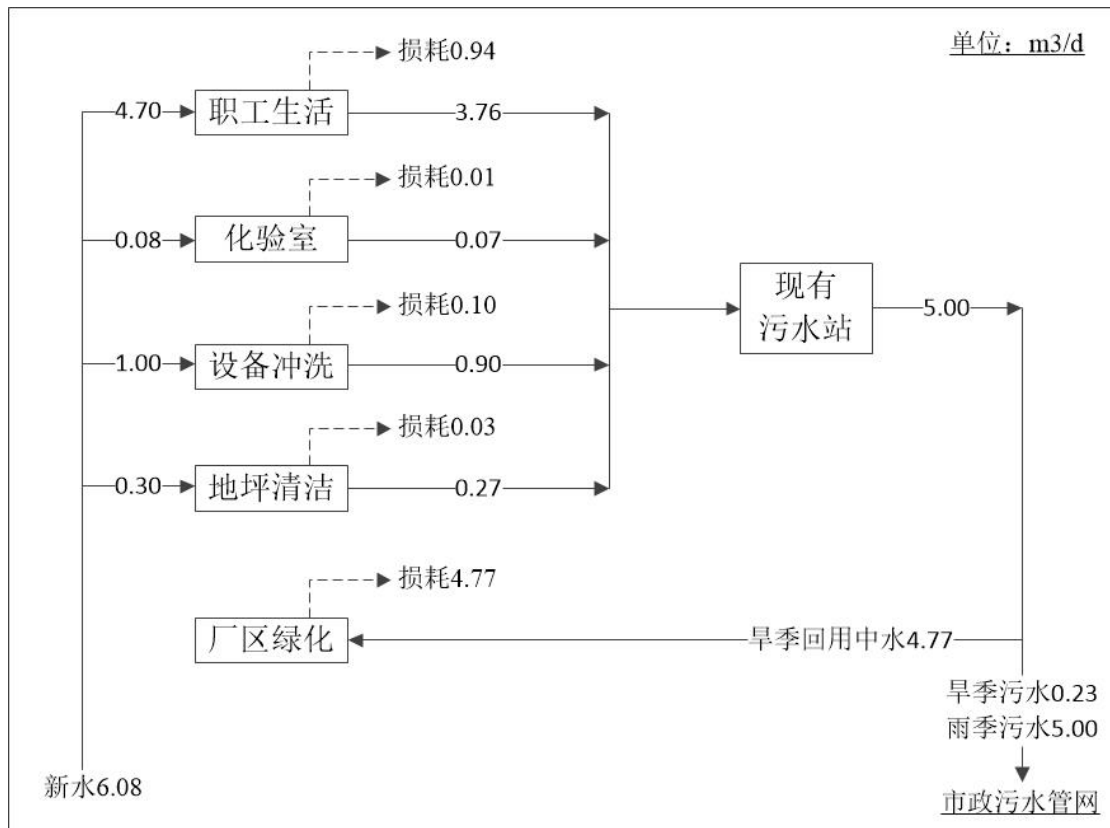 单位：m3/d
损耗0.94
4.70
职工生活
3.76
损耗0.01
0.08
化验室
0.07
损耗0.10
1.00
设备冲洗
0.90
现有
污水站
5.00
损耗0.03
0.30
地坪清洁
0.27
损耗4.77
厂区绿化
旱季回用中水4.77
旱季污水0.23
雨季污水5.00
新水6.08
市政污水管网